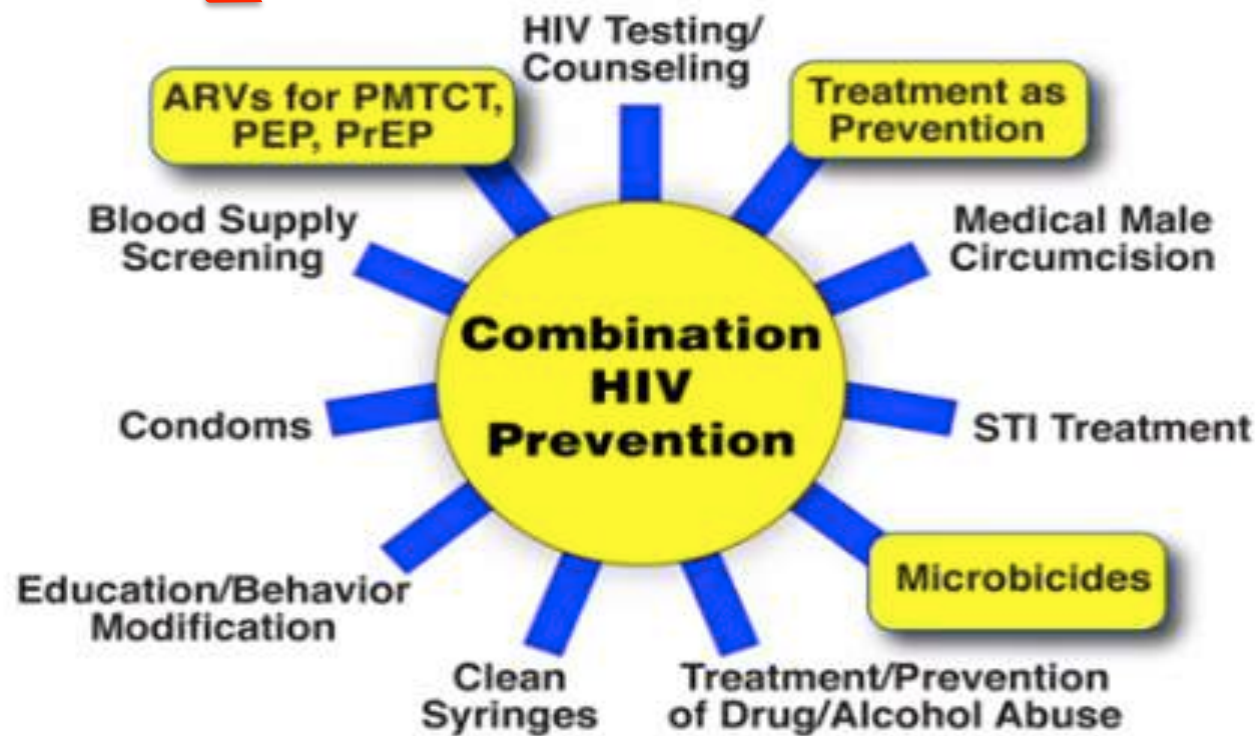 HIV Testing/
Counseling
ARVs for PMTCT,
PEP, PrEP
Treatment as
Prevention
Blood Supply
Screening
Medical Male
Circumcision
Combination
HIV
Prevention
Condoms
STI Treatment
Education/Behavior
Modification
Microbicides
Clean
Syringes
Treatment/Prevention
of Drug/Alcohol Abuse